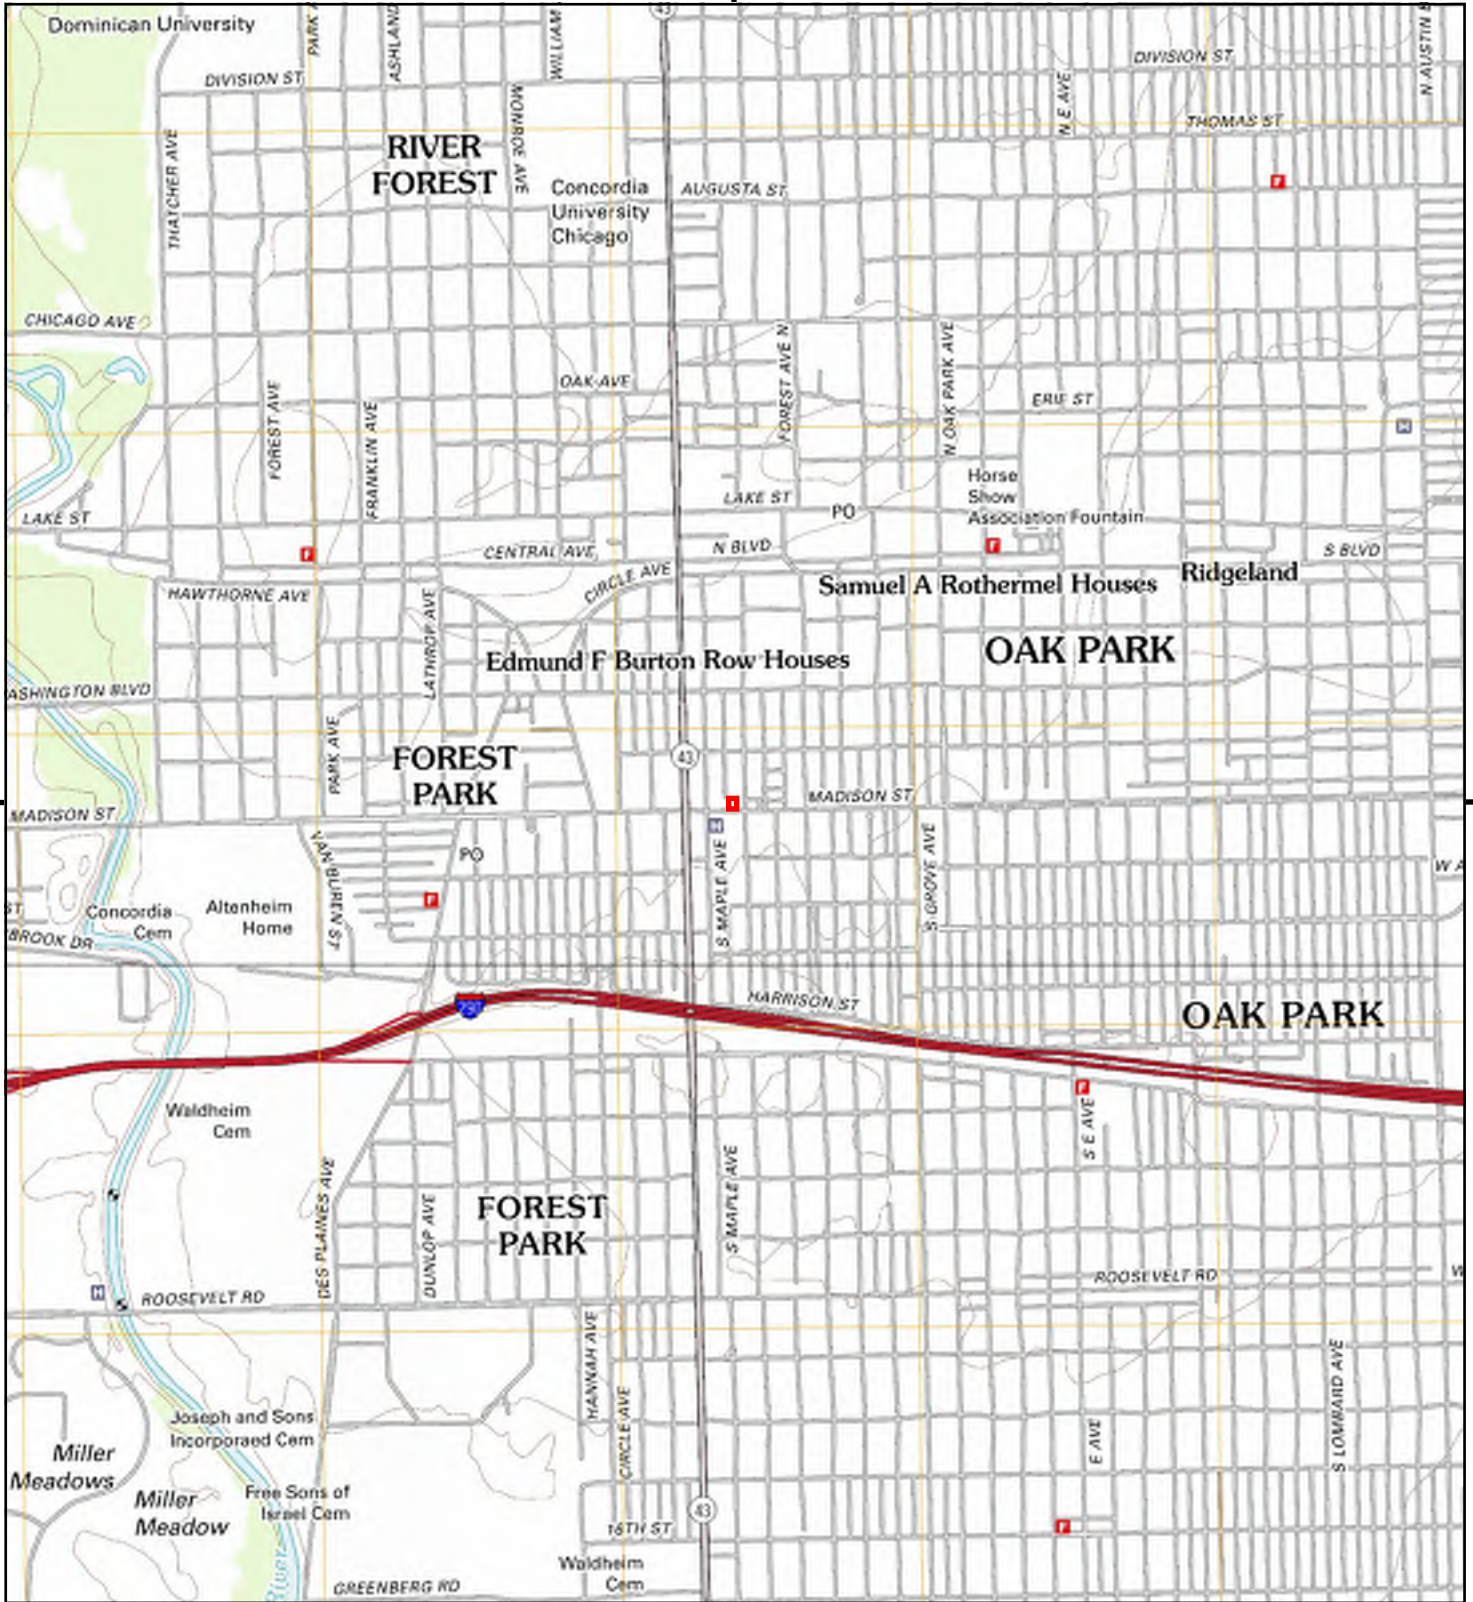 43
Dominican University
PARK A
ASHLAND
WILLIAM
DIVISION ST
DIVISION ST
N AUSTIN B
N E AVE
MONROE AVE
THATCHER AVE
THOMAS ST
RIVER
FOREST
F
Concordia
University
Chicago
AUGUSTA ST
CHICAGO AVE
FOREST AVE N
N OAK PARK AVE
OAK AVE
FOREST AVE
FRANKLIN AVE
ERIE ST
H
Horse
Show
Association Fountain
LAKE ST
LAKE ST
PO
F
CENTRAL AVE
N BLVD
F
S BLVD
CIRCLE AVE
Samuel A Rothermel Houses
Ridgeland
HAWTHORNE AVE
LATHROP AVE
Edmund F Burton Row Houses
OAK PARK
ASHINGTON BLVD
PARK AVE
FOREST
PARK
43
MADISON ST
MADISON ST
H
VAN BUREN ST
PO
S MAPLE AVE
S GROVE AVE
W A
F
ST
Concordia
Cem
Altenheim
Home
BROOK DR
290
HARRISON ST
OAK PARK
F
S E AVE
Waldheim
Cem
DES PLAINES AVE
DUNLOP AVE
S MAPLE AVE
FOREST
PARK
ROOSEVELT RD
W
H
ROOSEVELT RD
HANNAH AVE
CIRCLE AVE
S LOMBARD AVE
E AVE
Joseph and Sons
Incorporaed Cem
Miller
Meadows
Miller
Meadow
Free Sons of
Israel Cem
43
16TH ST
F
Waldheim
Cem
River
GREENBERG RD